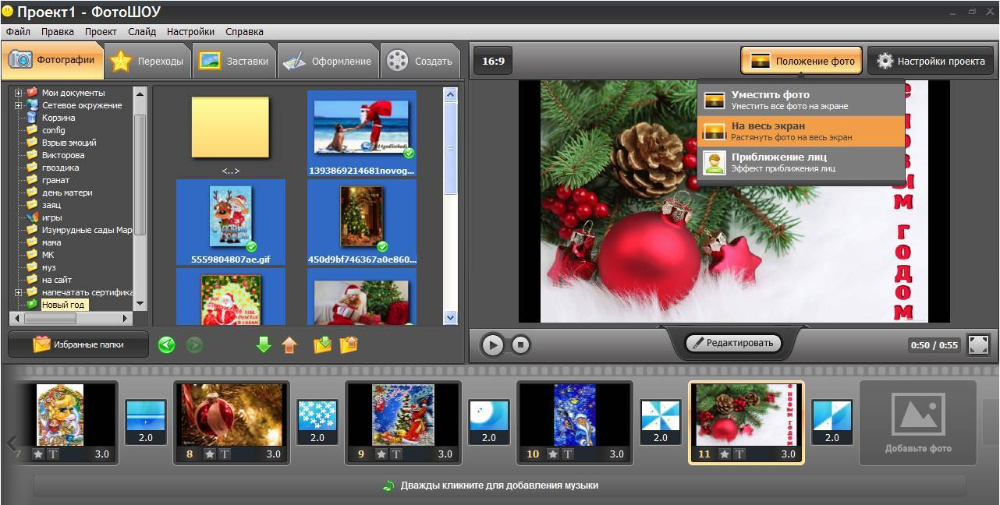 Проект1 - ФотоШОУ
Файл Правка Проект Слайд Настройки Справка
Фотографии Переходы Заставки Оформление Создать
16:9 Положение фото Настройки проекта
Мои документы
Сетевое окружение
Корзина
config
Взрыв эмоций
Викторова
гвоздика
гранат
день матери
заяц
игры
Изумрудные сады Мар
мама
МК
муз
на сайт
напечатать сертифика
Новый год
<..>
1393869214681novog...
5559804807ae.gif
450d9bf746367a0e860...
Уместить фото
Уместить все фото на экране
На весь экран
Растянуть фото на весь экран
Приближение лиц
Эффект приближения лиц
годом
Избранные папки
Редактировать
0:50 / 0:55
7 T 3.0
2.0
8 T 3.0
2.0
9 T 3.0
2.0
10 T 3.0
2.0
с новым годом
11 T 3.0
2.0
Добавьте фото
Дважды кликните для добавления музыки